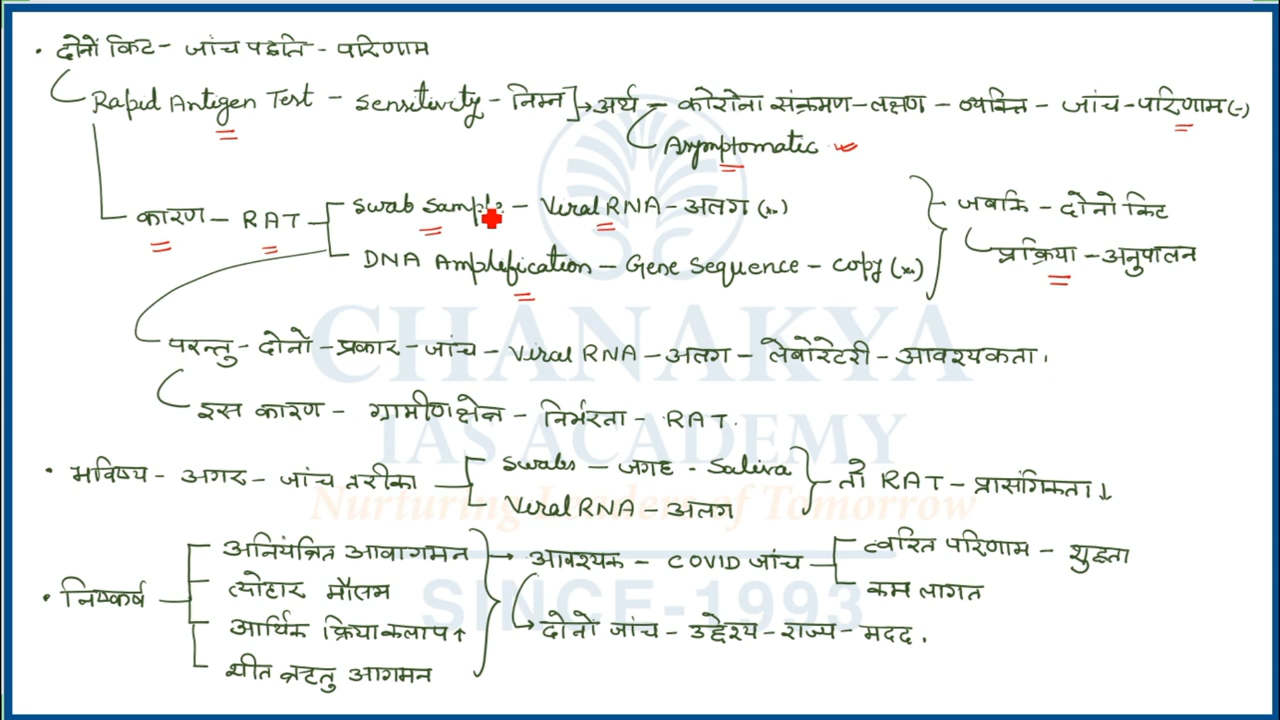 • दोनों किट - जांच पद्धति - परिणाम
Rapid Antigen Test - Sensitivity - निम्न ] → अर्थ - कोरोना संक्रमण - लक्षण - व्यक्ति - जांच - परिणाम (-)
Asymptomatic
कारण - RAT
Swab Sample - Viral RNA - अलग (xn)
DNA Amplefication - Gene Sequence - Copy (xn)
जबकि - दोनो किट
प्रक्रिया - अनुपालन
परन्तु - दोनों - प्रकार - जांच - Viral RNA - अलग - लेबोरेटरी - आवश्यकता।
इस कारण - ग्रामीण क्षेत्र - निर्भरता - RAT.
• भविष्य - अगर - जांच तरीका
Swabs - जगह - Saliva
Viral RNA - अलग
तो RAT - प्रासंगिकता ↓
• निष्कर्ष
अनियंत्रित आवागमन
त्योहार मौसम
आर्थिक क्रियाकलाप ↑
शीत ऋतु आगमन
→ आवश्यक - COVID जांच
त्वरित परिणाम - शुद्धता
कम लागत
→ दोनो जांच - उद्देश्य - राज्य - मदद.
CHANAKYA
IAS ACADEMY
Nurturing Leaders of Tomorrow
SINCE-1993